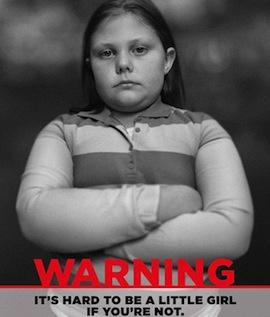 WARNING
IT'S HARD TO BE A LITTLE GIRL
IF YOU'RE NOT.